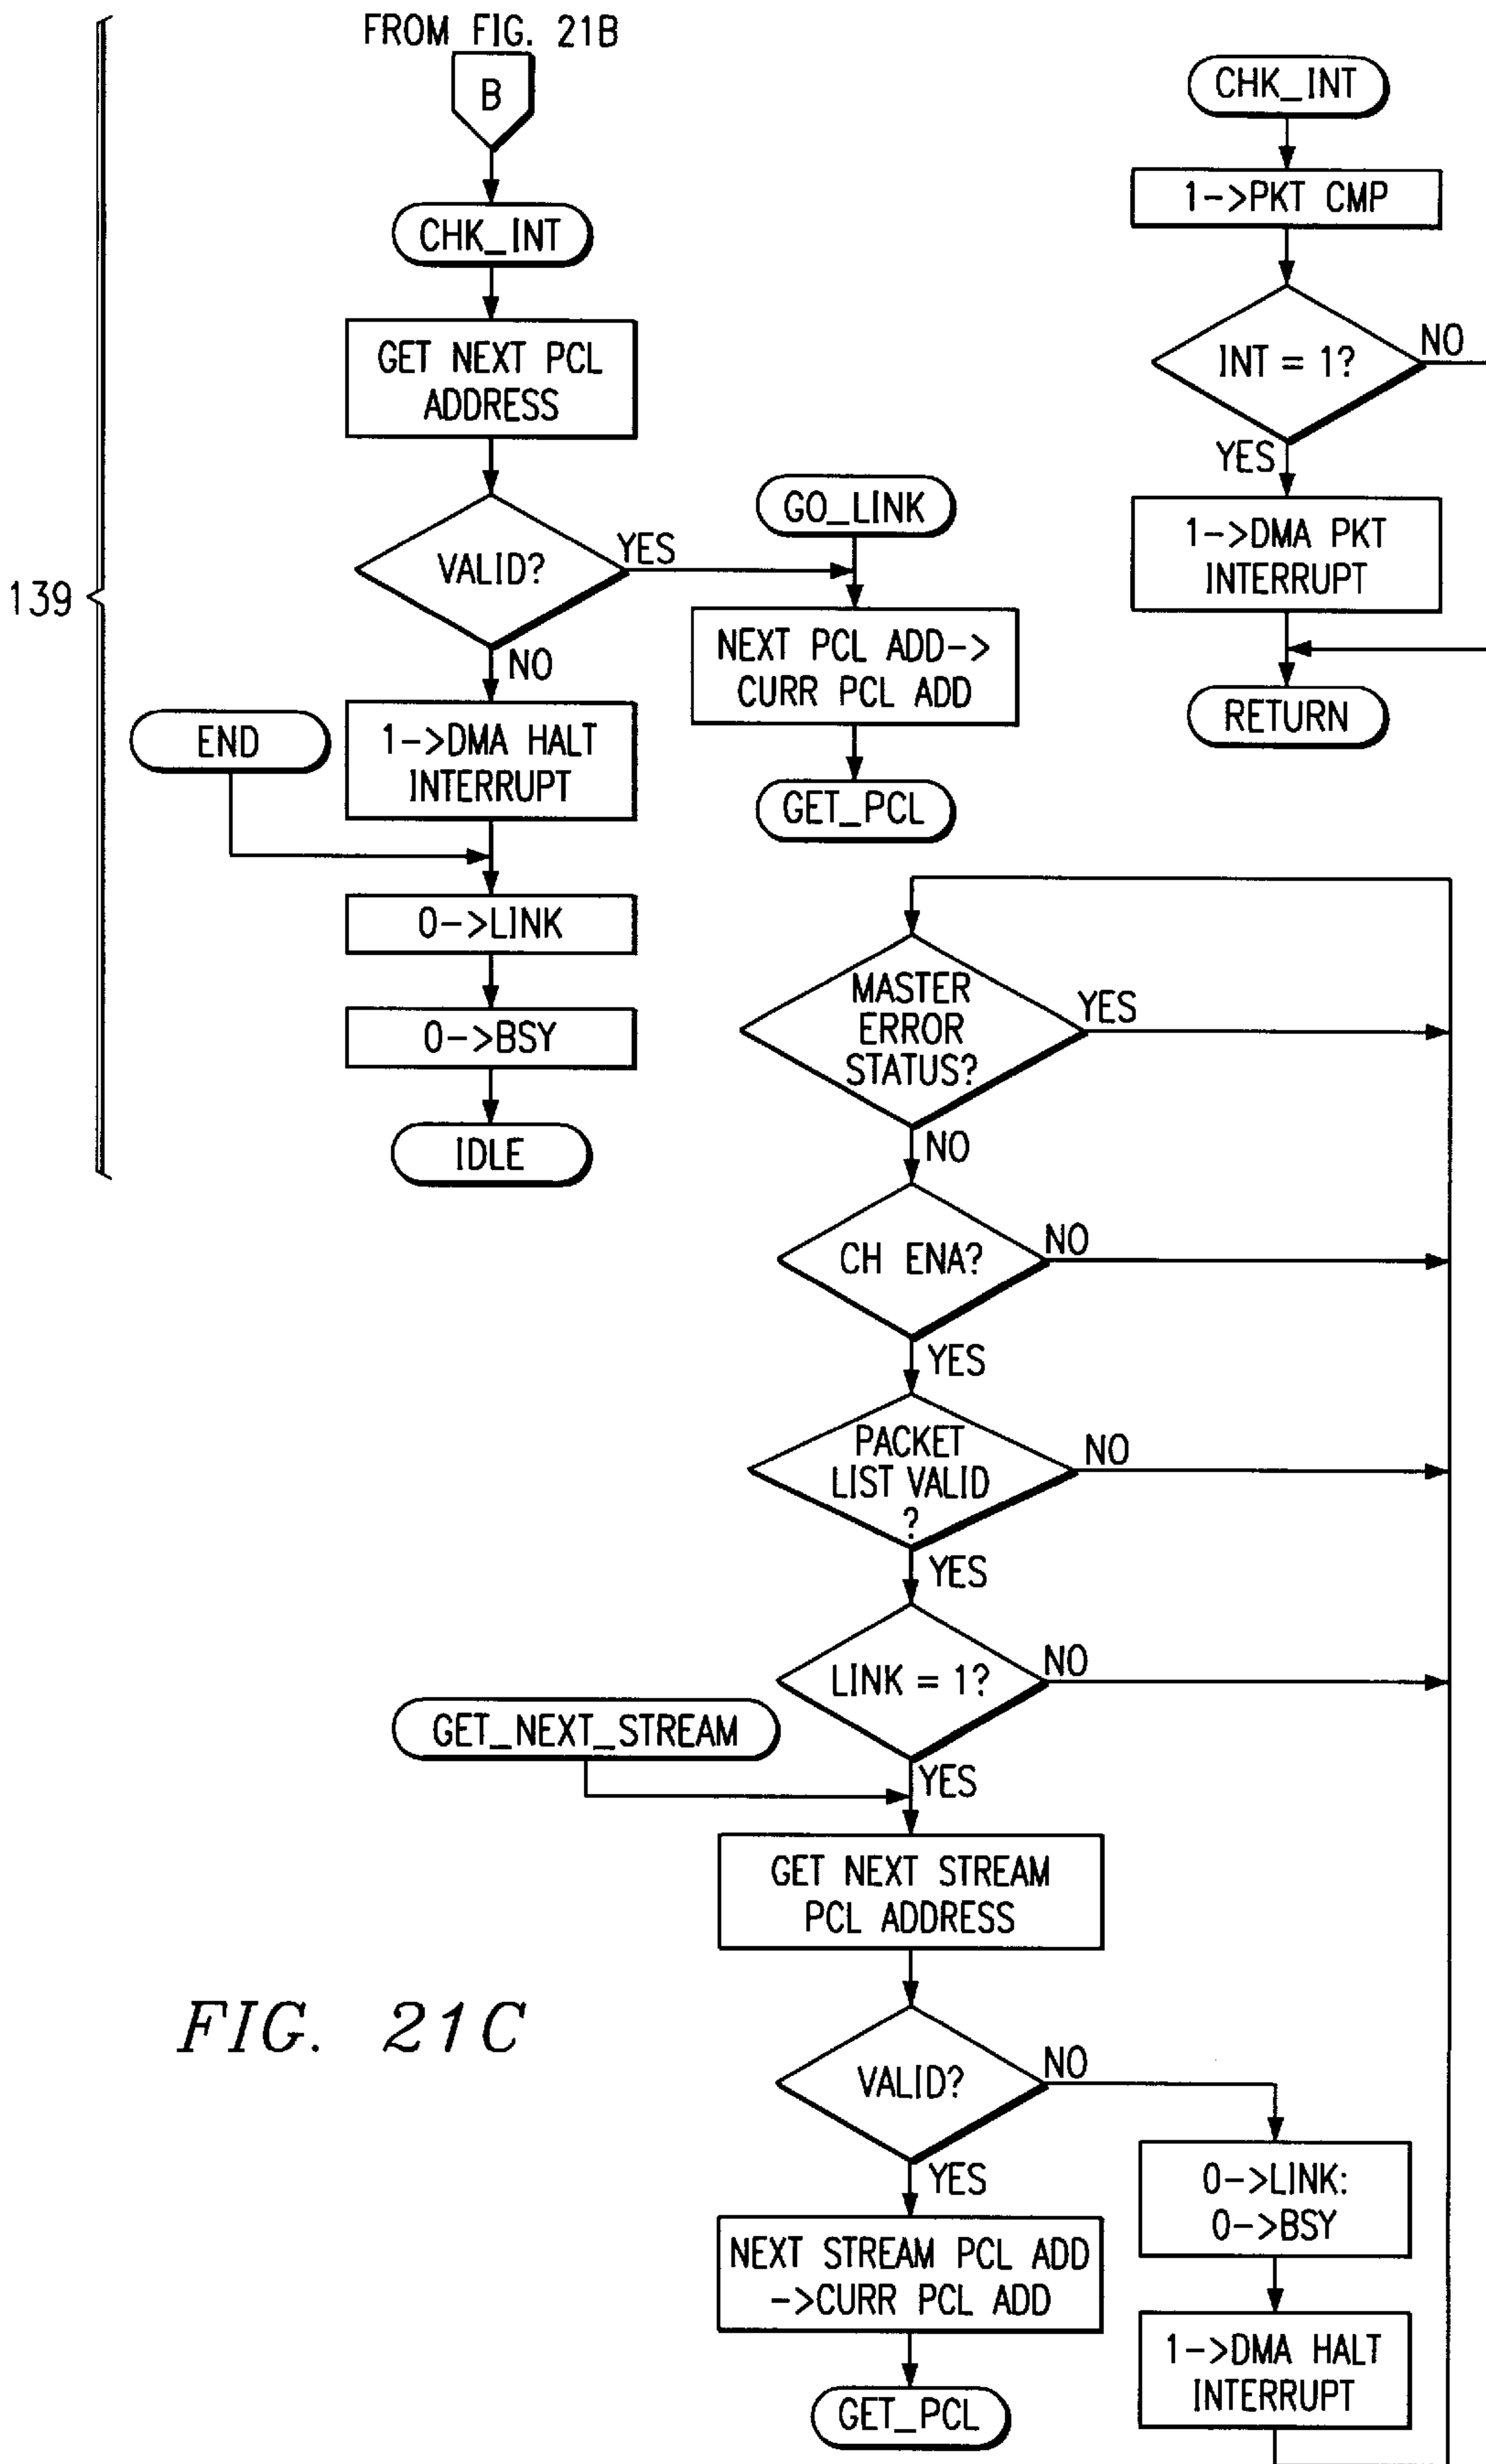 FROM FIG. 21B
B
CHK_INT
GET NEXT PCL
ADDRESS
VALID?
YES
NO
GO_LINK
NEXT PCL ADD->
CURR PCL ADD
GET_PCL
139
END
1->DMA HALT
INTERRUPT
0->LINK
0->BSY
IDLE
CHK_INT
1->PKT CMP
INT = 1?
NO
YES
1->DMA PKT
INTERRUPT
RETURN
MASTER
ERROR
STATUS?
YES
NO
CH ENA?
NO
YES
PACKET
LIST VALID
?
NO
YES
LINK = 1?
NO
YES
GET_NEXT_STREAM
GET NEXT STREAM
PCL ADDRESS
VALID?
NO
YES
0->LINK:
0->BSY
NEXT STREAM PCL ADD
->CURR PCL ADD
1->DMA HALT
INTERRUPT
GET_PCL
FIG. 21C